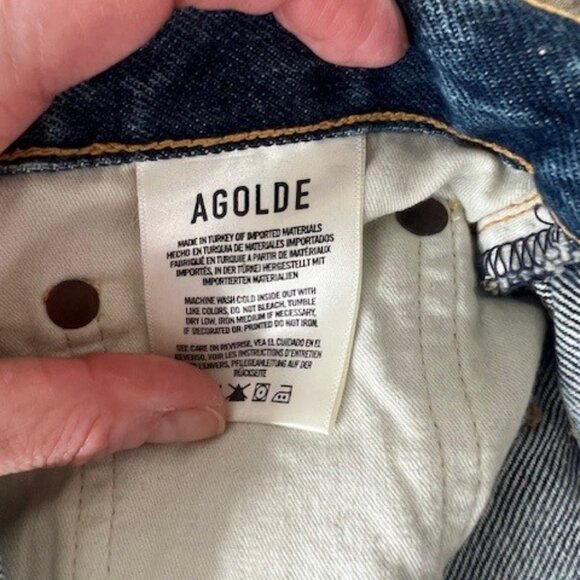 AGOLDE
MADE IN TURKEY OF IMPORTED MATERIALS
HECHO EN TURQUIA DE MATERIALES IMPORTADOS
FABRIQUÉ EN TURQUIE A PARTIR DE MATÉRIAUX
IMPORTÉS, IN DER TÜRKEI HERGESTELLT MIT
IMPORTIERTEN MATERIALIEN
MACHINE WASH COLD INSIDE OUT WITH
LIKE COLORS, DO NOT BLEACH, TUMBLE
DRY LOW, IRON MEDIUM IF NECESSARY,
IF DECORATED OR PRINTED DO NOT IRON.
SEE CARE ON REVERSE, VEA EL CUIDADO EN EL
REVERSO, VOIR LES INSTRUCTIONS D'ENTRETIEN
L'ENVERS, PFLEGEANLEITUNG AUF DER
RÜCKSEITE